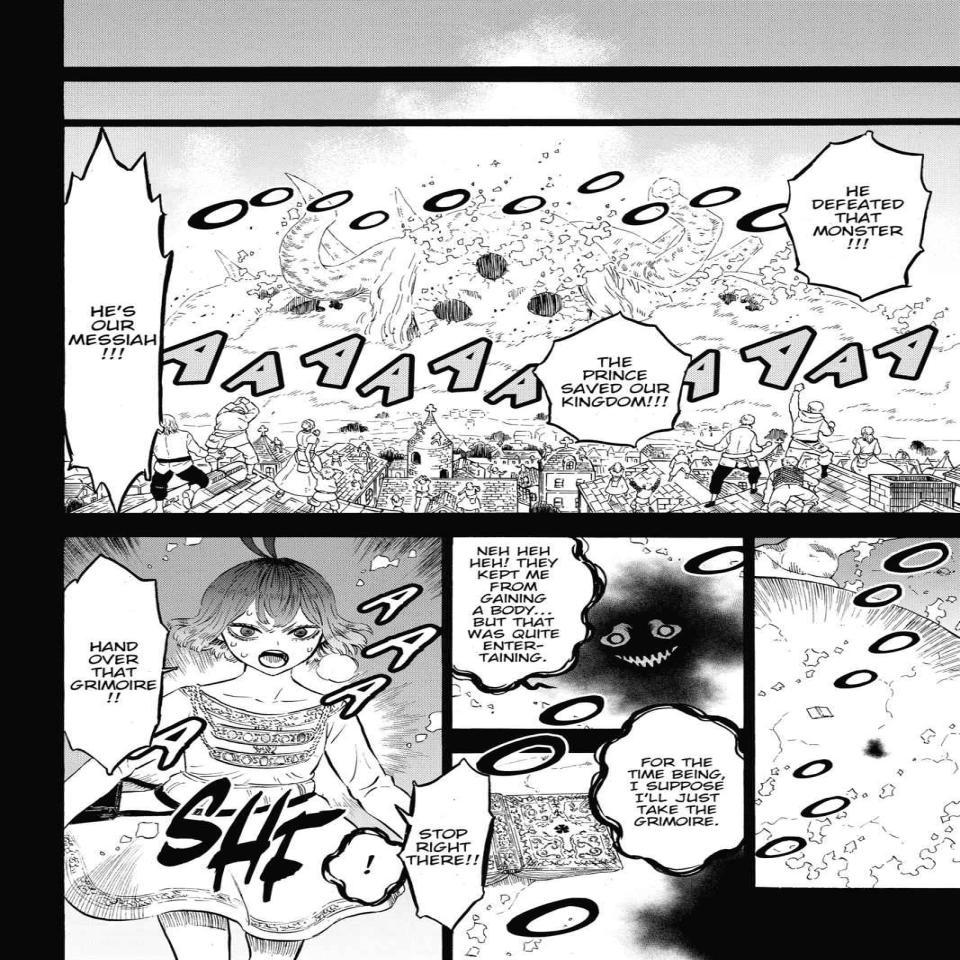 HE
DEFEATED
THAT
MONSTER
!!!
THE
PRINCE
SAVED OUR
KINGDOM!!!
HE'S
OUR
MESSIAH
!!!
O O O O O O O O O O
A A A A A A A A A A
O O O O O O O
NEH HEH
HEH! THEY
KEPT ME
FROM
GAINING
A BODY...
BUT THAT
WAS QUITE
ENTER-
TAINING.
O O
FOR THE
TIME BEING,
I SUPPOSE
I'LL JUST
TAKE THE
GRIMOIRE.
O O
STOP
RIGHT
THERE!!
!
A A A A
HAND
OVER
THAT
GRIMOIRE
!!
SHF